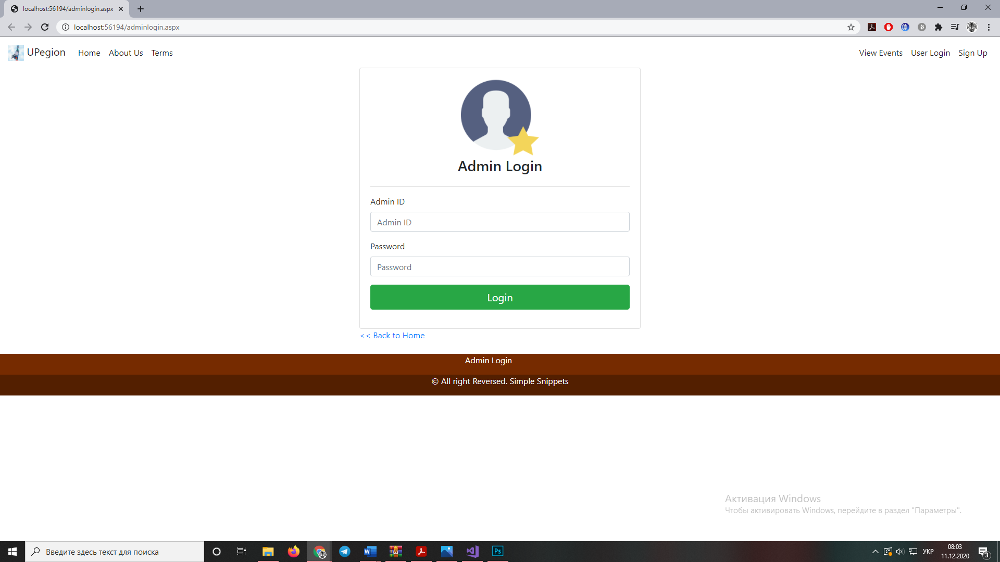 localhost:56194/adminlogin.aspx
localhost:56194/adminlogin.aspx
UPegion Home About Us Terms View Events User Login Sign Up
Admin Login
Admin ID
Admin ID
Password
Password
Login
<< Back to Home
Admin Login
© All right Reversed. Simple Snippets
Активация Windows
Чтобы активировать Windows, перейдите в раздел "Параметры".
Введите здесь текст для поиска
Ps
УКР
08:03
11.12.2020
3